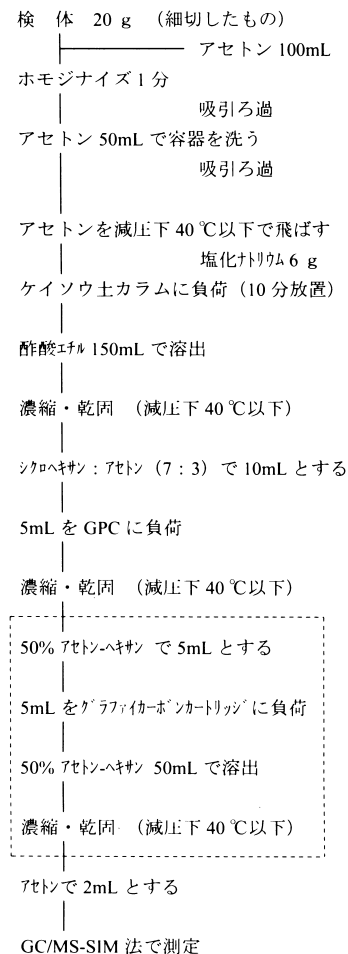 検　体　20ｇ　（細切したもの）
アセトン 100mL
ホモジナイズ１分
吸引ろ過
アセトン 50mL で容器を洗う
吸引ろ過
アセトンを減圧下 40 ℃以下で飛ばす
塩化ﾅﾄﾘｳﾑ 6 ｇ
ケイソウ土カラムに負荷（10 分放置）
酢酸ｴﾁﾙ 150mL で溶出
濃縮・乾固　（減圧下 40 ℃以下）
ｼｸﾛﾍｷｻﾝ：ｱｾﾄﾝ（7：3）で 10mL とする
5mL を GPC に負荷
濃縮・乾固　（減圧下 40 ℃以下）
50% ｱｾﾄﾝ-ﾍｷｻﾝ で 5mL とする
5mL をｸﾞﾗﾌｧｲｶｰﾎﾞﾝｶｰﾄﾘｯｼﾞに負荷
50% ｱｾﾄﾝ-ﾍｷｻﾝ 50mL で溶出
濃縮・乾固　（減圧下 40 ℃以下）
ｱｾﾄﾝで 2mL とする
GC/MS-SIM 法で測定